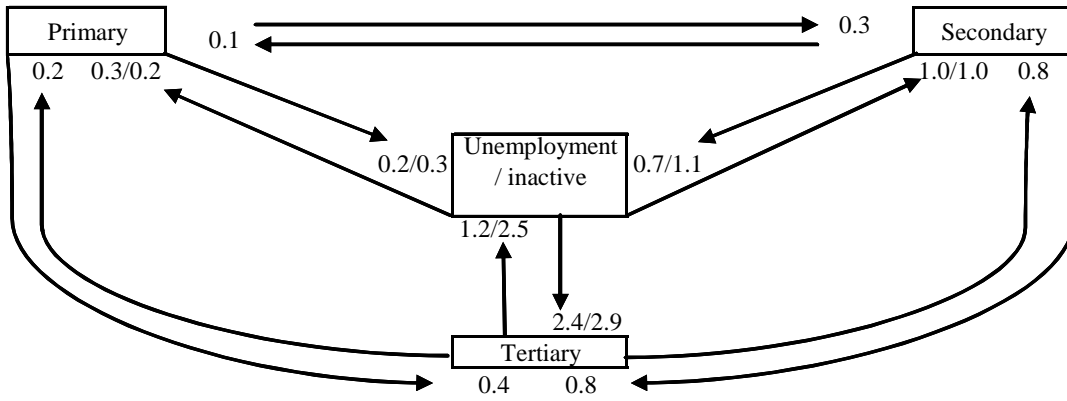 Primary
0.1
0.3
Secondary
0.2 0.3/0.2
1.0/1.0 0.8
0.2/0.3
Unemployment
/ inactive
0.7/1.1
1.2/2.5
2.4/2.9
Tertiary
0.4 0.8